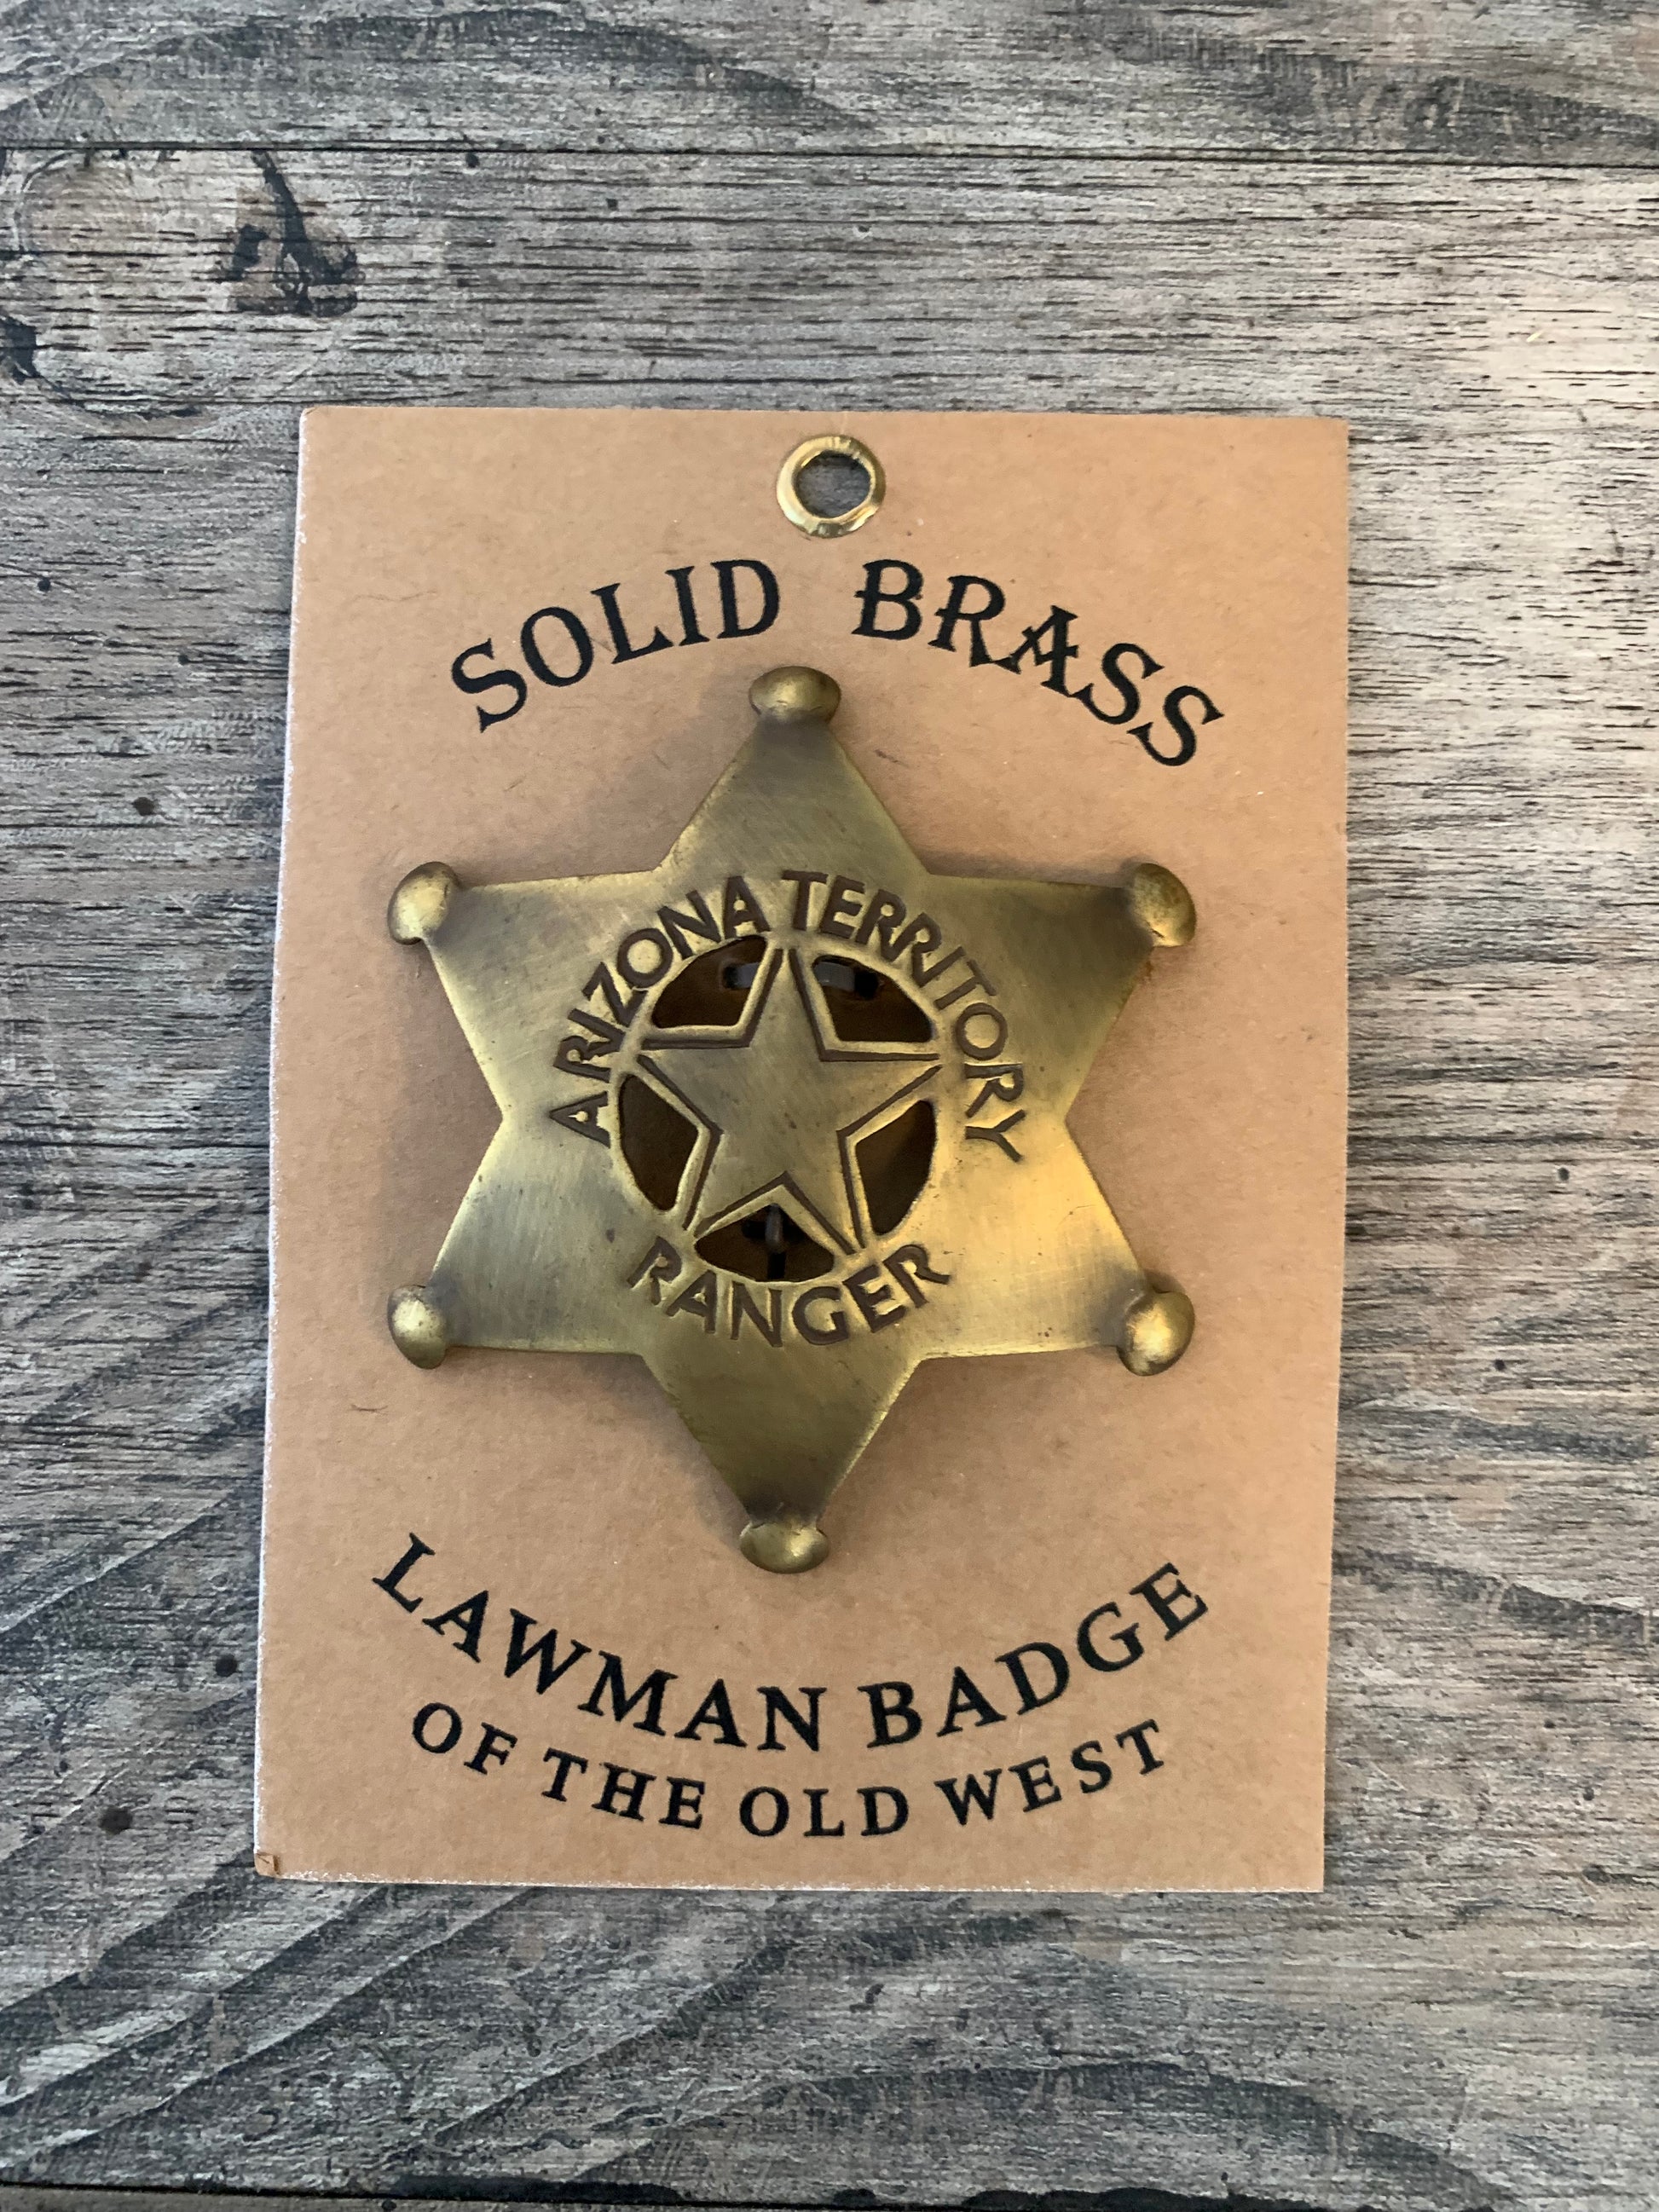 SOLID BRASS
ARIZONA TERRITORY
RANGER
LAWMAN BADGE
OF THE OLD WEST